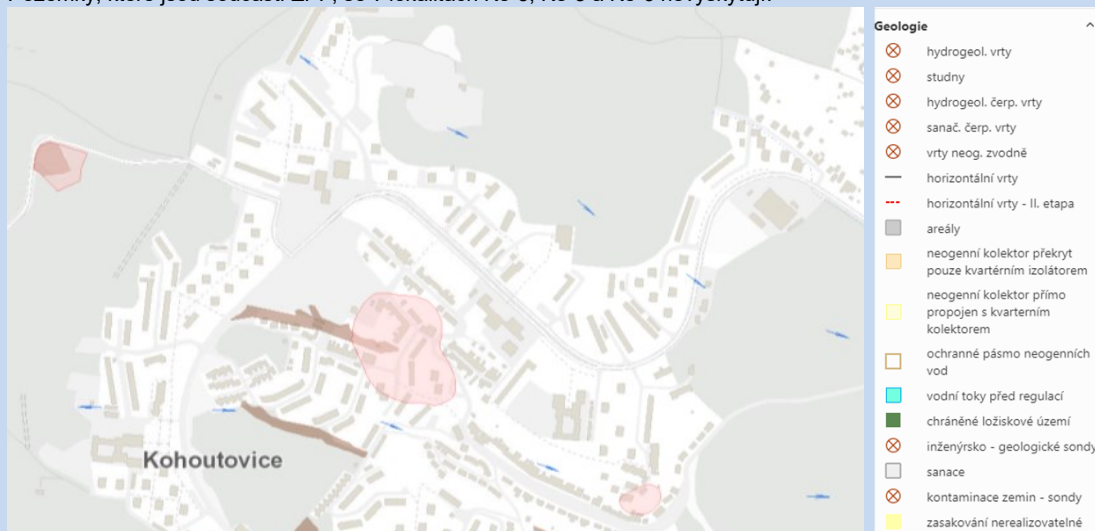 Geologie
hydrogeol. vrty
studny
hydrogeol. čerp. vrty
sanač. čerp. vrty
vrty neog. zvodně
horizontální vrty
horizontální vrty - II. etapa
areály
neogenní kolektor překryt
pouze kvartérním izolátorem
neogenní kolektor přímo
propojen s kvarterním
kolektorem
ochranné pásmo neogenních
vod
vodní toky před regulací
chráněné ložiskové území
inženýrsko - geologické sondy
sanace
kontaminace zemin - sondy
zasakování nerealizovatelné
Kohoutovice